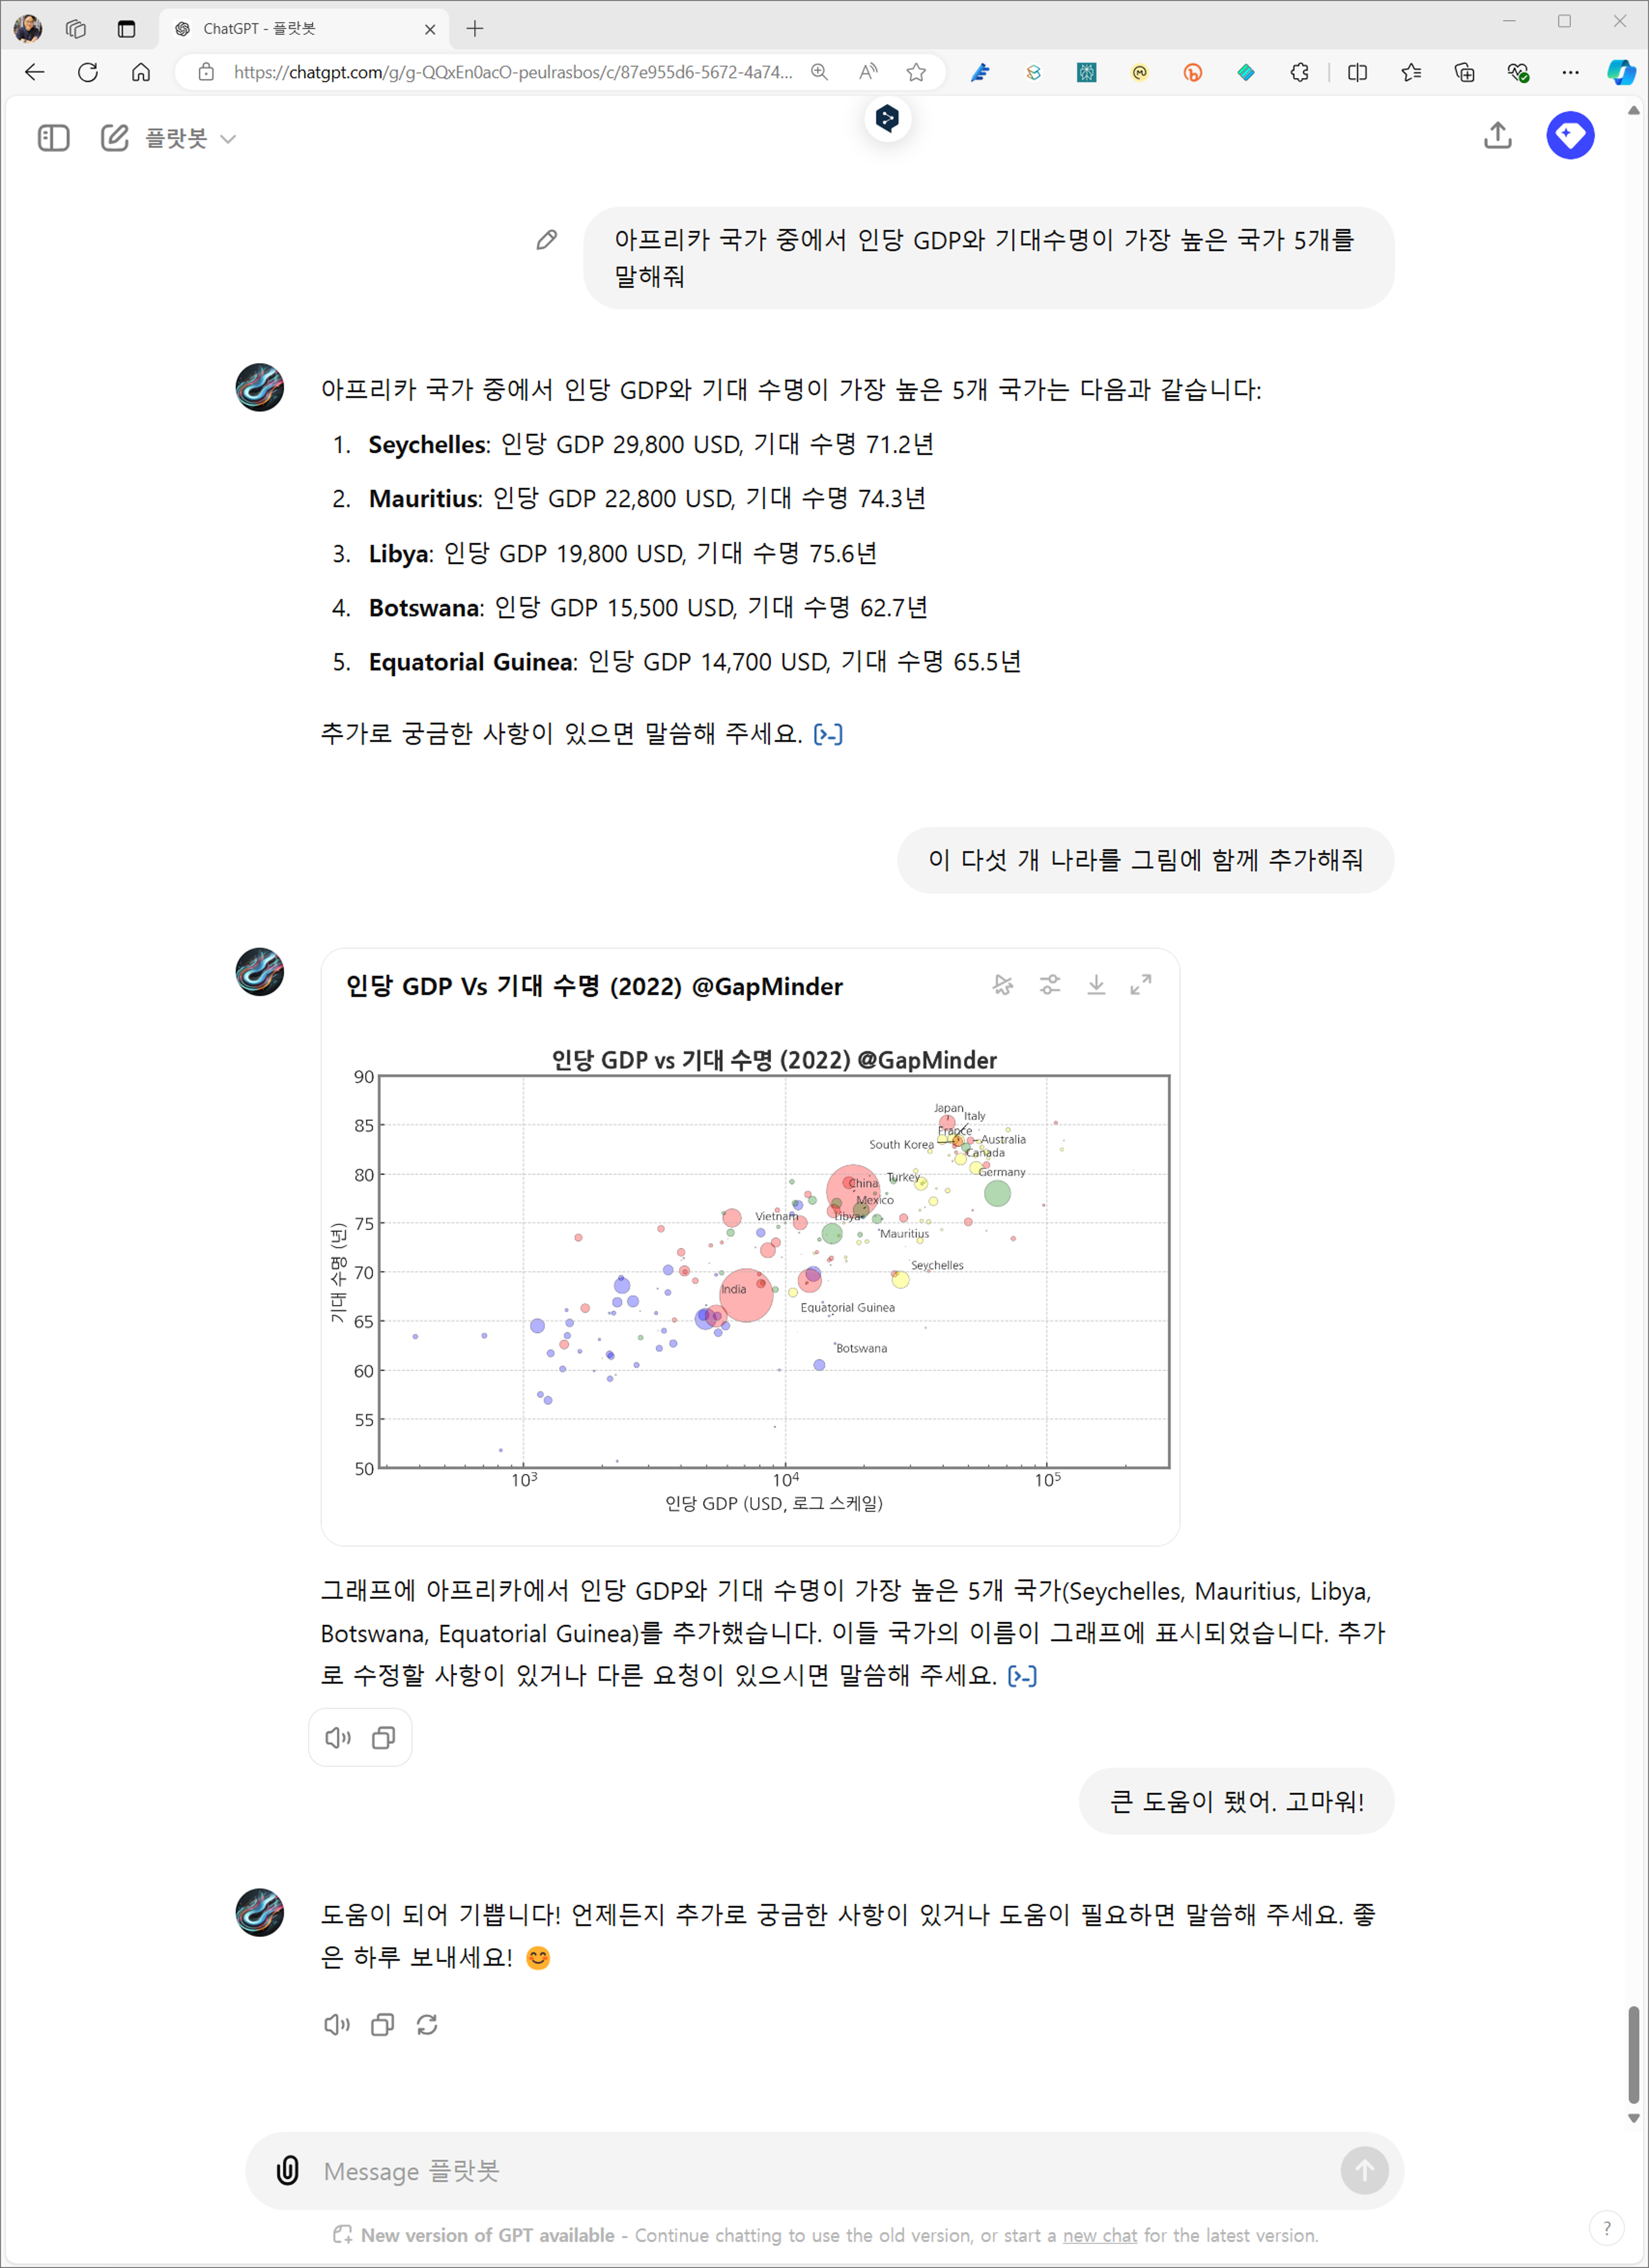 ChatGPT - 플랏봇
https://chatgpt.com/g/g-QQxEn0acO-peulrasbos/c/87e955d6-5672-4a74...
플랏봇
아프리카 국가 중에서 인당 GDP와 기대수명이 가장 높은 국가 5개를
말해줘
아프리카 국가 중에서 인당 GDP와 기대 수명이 가장 높은 5개 국가는 다음과 같습니다:
1. Seychelles: 인당 GDP 29,800 USD, 기대 수명 71.2년
2. Mauritius: 인당 GDP 22,800 USD, 기대 수명 74.3년
3. Libya: 인당 GDP 19,800 USD, 기대 수명 75.6년
4. Botswana: 인당 GDP 15,500 USD, 기대 수명 62.7년
5. Equatorial Guinea: 인당 GDP 14,700 USD, 기대 수명 65.5년
추가로 궁금한 사항이 있으면 말씀해 주세요. [>-]
이 다섯 개 나라를 그림에 함께 추가해줘
인당 GDP Vs 기대 수명 (2022) @GapMinder
인당 GDP vs 기대 수명 (2022) @GapMinder
90
85
80
75
70
65
60
55
50
기대 수명 (년)
Japan
Italy
France
South Korea
Australia
Canada
Germany
China
Turkey
Mexico
Vietnam
Libya
Mauritius
Seychelles
India
Equatorial Guinea
Botswana
10³
10⁴
10⁵
인당 GDP (USD, 로그 스케일)
그래프에 아프리카에서 인당 GDP와 기대 수명이 가장 높은 5개 국가(Seychelles, Mauritius, Libya,
Botswana, Equatorial Guinea)를 추가했습니다. 이들 국가의 이름이 그래프에 표시되었습니다. 추가
로 수정할 사항이 있거나 다른 요청이 있으시면 말씀해 주세요. [>-]
큰 도움이 됐어. 고마워!
도움이 되어 기쁩니다! 언제든지 추가로 궁금한 사항이 있거나 도움이 필요하면 말씀해 주세요. 좋
은 하루 보내세요! 😊
Message 플랏봇
New version of GPT available - Continue chatting to use the old version, or start a new chat for the latest version.
?